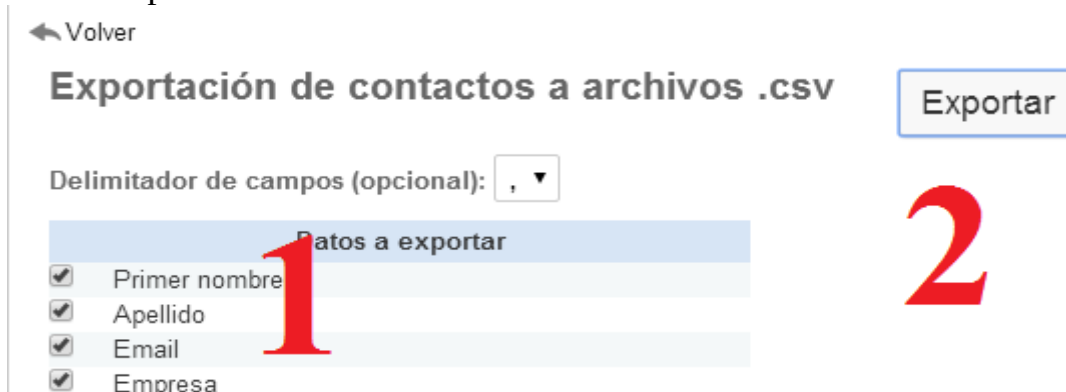 Volver
Exportación de contactos a archivos .csv
Exportar
Delimitador de campos (opcional): ,
Datos a exportar
Primer nombre
Apellido
Email
Empresa
1
2